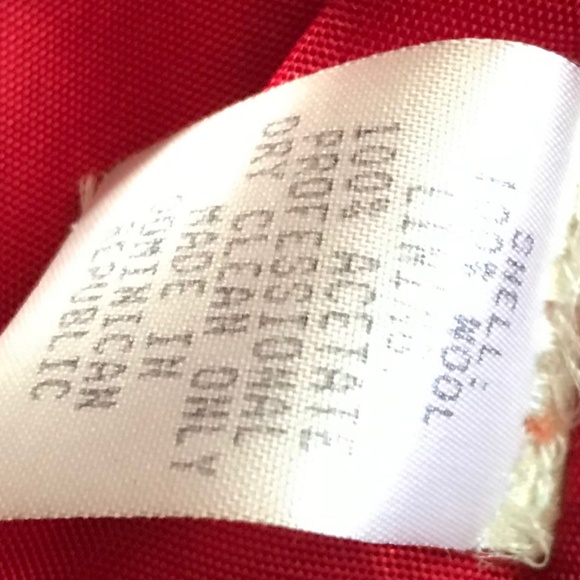 SHELL:
100% WOOL
LINING:
100% ACETATE
PROFESSIONAL
DRY CLEAN ONLY
MADE IN
DOMINICAN
REPUBLIC